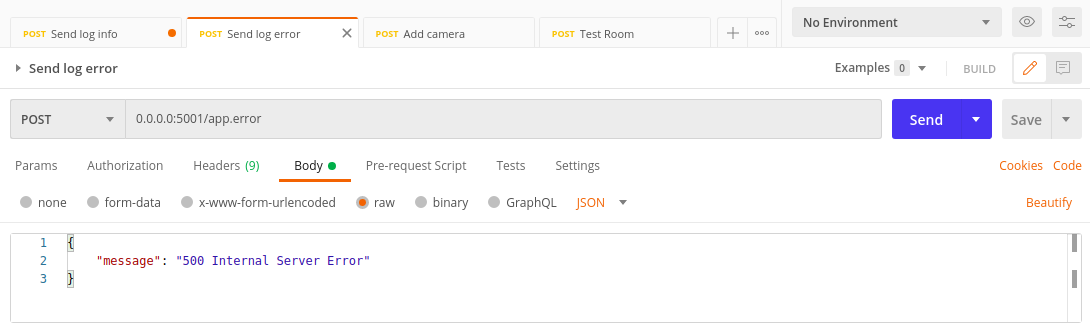 POST Send log info POST Send log error POST Add camera POST Test Room No Environment
Send log error Examples 0 BUILD
POST 0.0.0.0:5001/app.error Send Save
Params Authorization Headers (9) Body Pre-request Script Tests Settings Cookies Code
none form-data x-www-form-urlencoded raw binary GraphQL JSON Beautify
1 {
2 "message": "500 Internal Server Error"
3 }